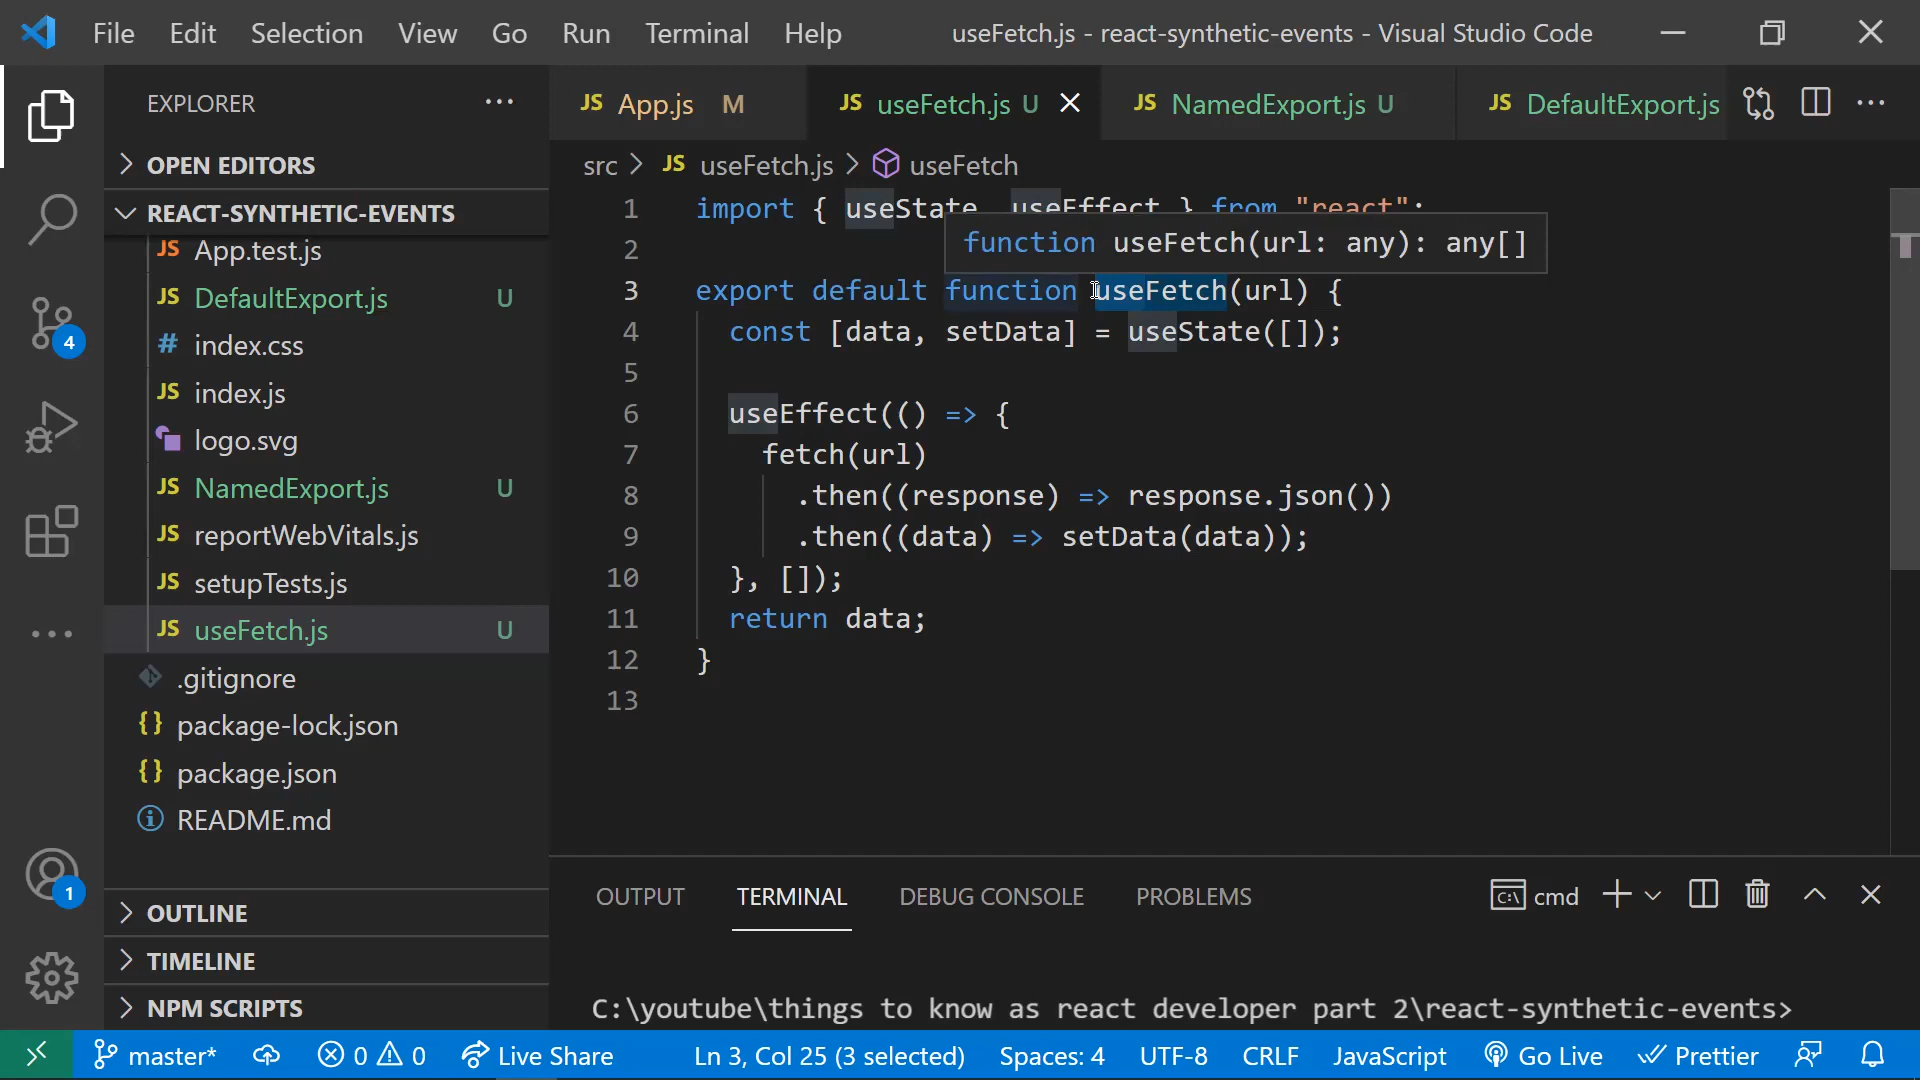 File Edit Selection View Go Run Terminal Help
useFetch.js - react-synthetic-events - Visual Studio Code
EXPLORER
OPEN EDITORS
REACT-SYNTHETIC-EVENTS
JS App.test.js
JS DefaultExport.js U
# index.css
JS index.js
logo.svg
JS NamedExport.js U
JS reportWebVitals.js
JS setupTests.js
JS useFetch.js U
.gitignore
{} package-lock.json
{} package.json
README.md
OUTLINE
TIMELINE
NPM SCRIPTS
4
1
JS App.js M
JS useFetch.js U
JS NamedExport.js U
JS DefaultExport.js
src > JS useFetch.js > useFetch
1 import { useState, useEffect } from "react";
function useFetch(url: any): any[]
2
3 export default function useFetch(url) {
4 const [data, setData] = useState([]);
5
6 useEffect(() => {
7 fetch(url)
8 .then((response) => response.json())
9 .then((data) => setData(data));
10 }, []);
11 return data;
12 }
13
OUTPUT TERMINAL DEBUG CONSOLE PROBLEMS
cmd
C:\youtube\things to know as react developer part 2\react-synthetic-events>
master* 0 0 Live Share Ln 3, Col 25 (3 selected) Spaces: 4 UTF-8 CRLF JavaScript Go Live Prettier